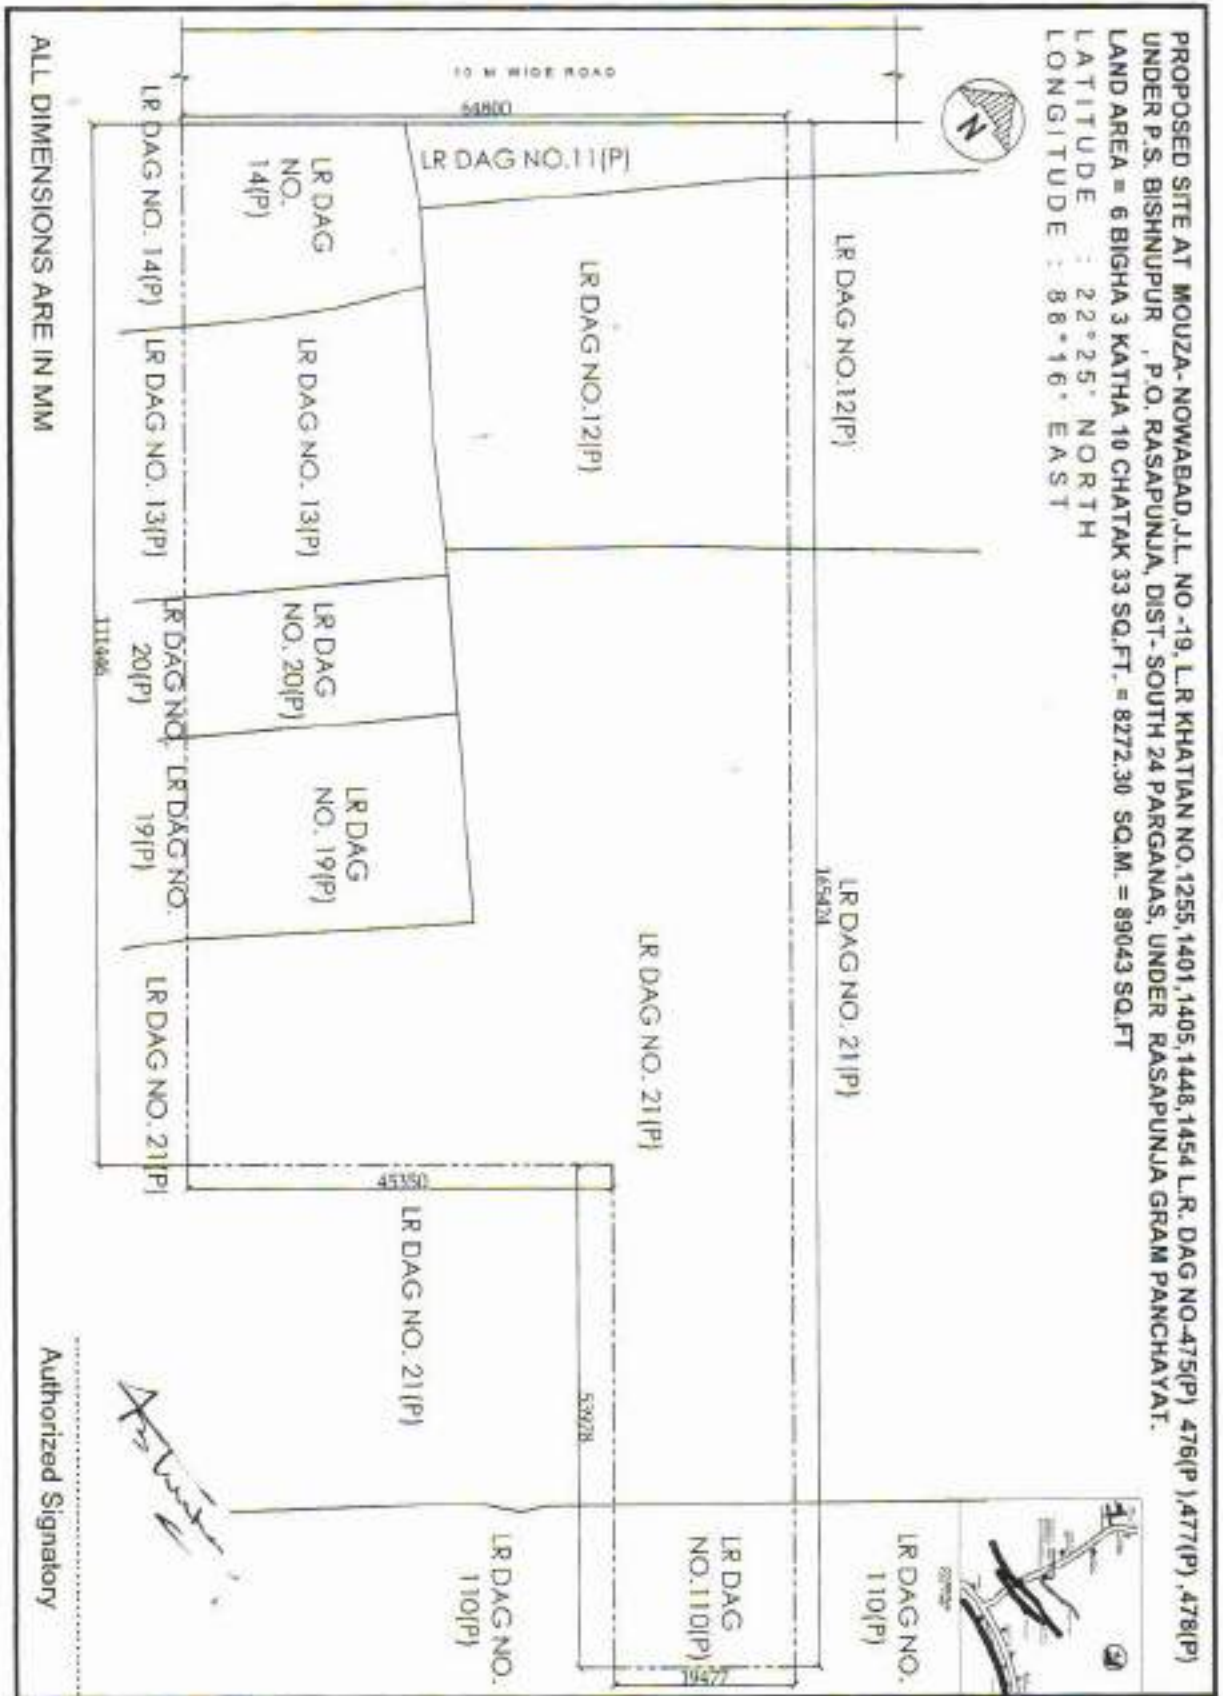 PROPOSED SITE AT MOUZA- NOWABAD,J.L. NO -19, L.R KHATIAN NO.1255,1401,1405,1448,1454 L.R. DAG NO-475(P) 476(P ),477(P) ,478(P)
UNDER P.S. BISHNUPUR , P.O. RASAPUNJA, DIST- SOUTH 24 PARGANAS, UNDER RASAPUNJA GRAM PANCHAYAT.
LAND AREA = 6 BIGHA 3 KATHA 10 CHATAK 33 SQ.FT. = 8272.30 SQ.M. = 89043 SQ.FT
LATITUDE : 22°25' NORTH
LONGITUDE : 88°16' EAST
N
10 M WIDE ROAD
64800
LR DAG NO.12(P)
LR DAG NO. 21(P)
165424
LR DAG NO.
110(P)
LR DAG NO.11(P)
LR DAG NO.12(P)
LR DAG NO. 21(P)
LR DAG
NO.110(P)
19477
53978
LR DAG
NO.
14(P)
LR DAG NO. 13(P)
LR DAG
NO. 20(P)
LR DAG
NO. 19(P)
45350
LR DAG NO. 21(P)
LR DAG NO.
110(P)
LR DAG NO. 14(P)
LR DAG NO. 13(P)
LR DAG NO.
20(P)
LR DAG NO.
19(P)
LR DAG NO. 21(P)
111446
ALL DIMENSIONS ARE IN MM
Authorized Signatory